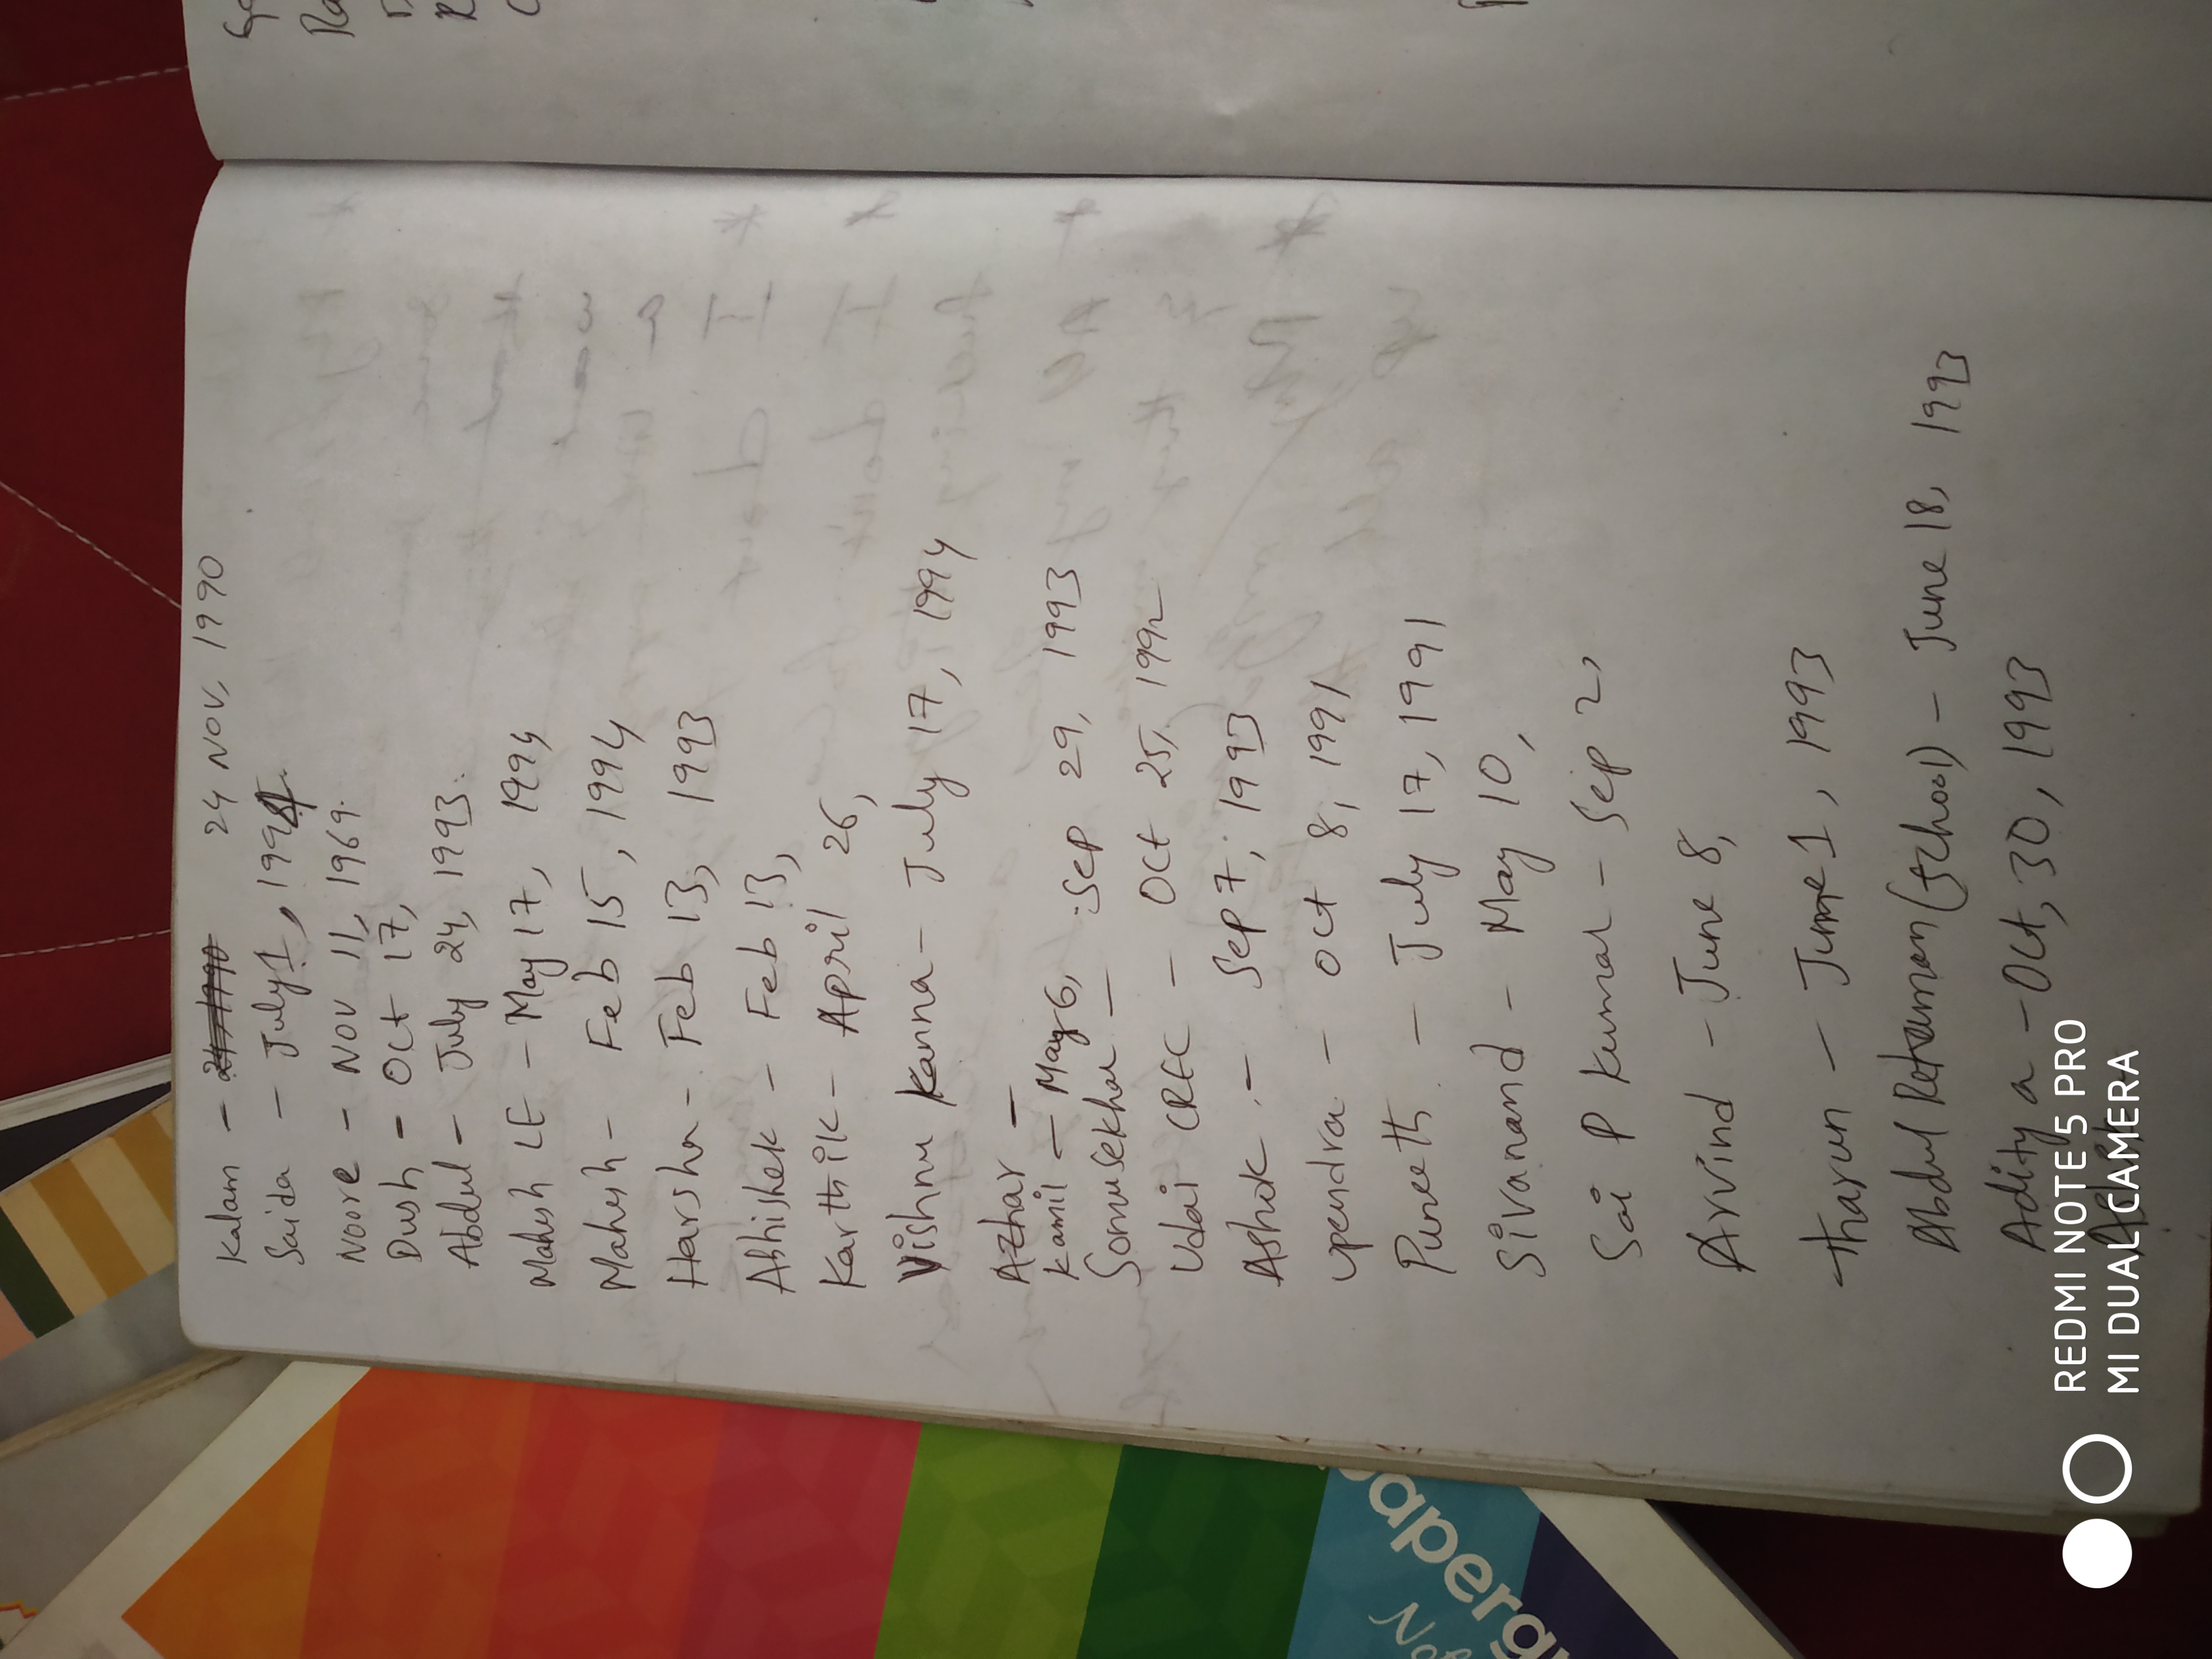 Kalam - 24 NOV, 1990
Saida - July 1, 1994.
Noore - NOV 11, 1969.
Dush - Oct 17,
Abdul - July 24, 1993.
Mahesh LE - May 17, 1994
Mahesh - Feb 15, 1994
Harsha - Feb 13, 1993
Abhishek - Feb 13,
Karthik - April 26,
Vishnu Kanna - July 17, 1994
Azhar -
Kamil - May 6,
Somusekhar - Sep 29, 1993
Udai CREC - Oct 25, 1992
Ashok - Sep 7, 1993
Upendra - Oct 8, 1991
Puneeth - July 17, 1991
Sivanand - May 10,
Sai P Kumar - Sep 2,
Arvind - June 8,
Tharun - June 1, 1993
Abdul Rehaman (School) - June 18, 1993
Aditya - Oct, 30, 1993
REDMI NOTE 5 PRO
MI DUAL CAMERA